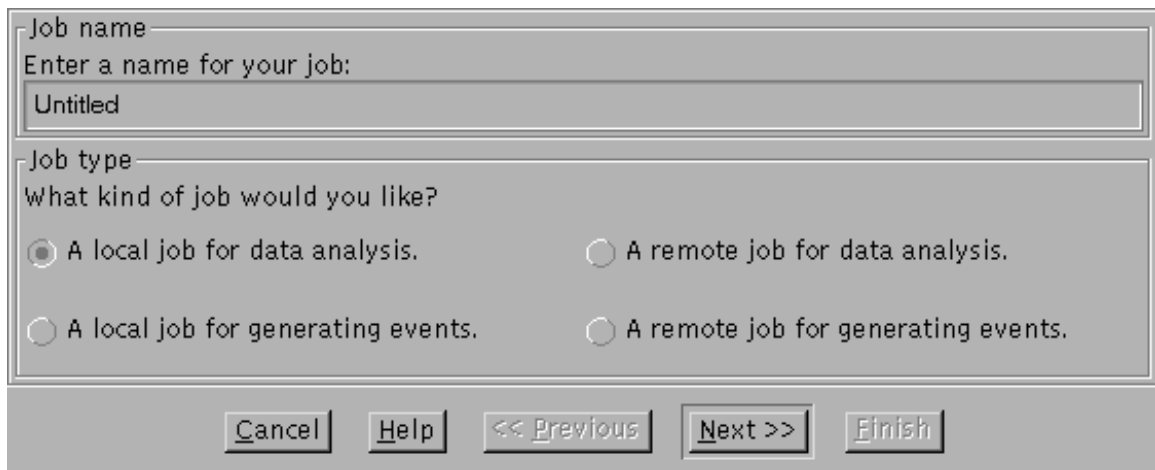 Job name
Enter a name for your job:
Untitled
Job type
What kind of job would you like?
A local job for data analysis. A remote job for data analysis.
A local job for generating events. A remote job for generating events.
Cancel Help << Previous Next >> Finish